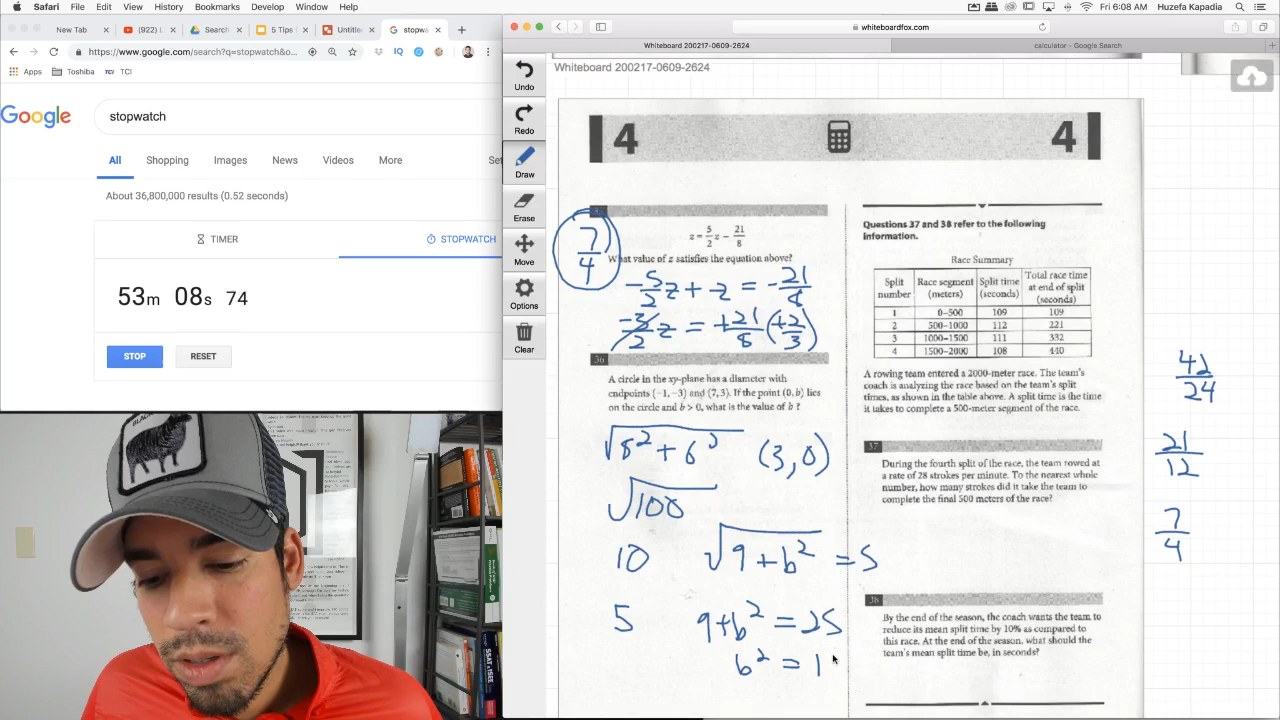 Safari File Edit View History Bookmarks Develop Window Help
Fri 6:08 AM Huzefa Kapadia
New Tab
(922)
Search
5 Tips
Untitle
stopw
https://www.google.com/search?q=stopwatch&o...
Apps Toshiba TCI TCI
Google
stopwatch
All Shopping Images News Videos More Set
About 36,800,000 results (0.52 seconds)
TIMER STOPWATCH
53m 08s 74
STOP RESET
whiteboardfox.com
Whiteboard 200217-0609-2624
calculator - Google Search
Whiteboard 200217-0609-2624
Undo
Redo
Draw
Erase
Move
Options
Clear
4 4
7/4
z = 5/2 z − 21/8
What value of z satisfies the equation above?
-5/2 z + z = -21/8
-3/2 z = +21/8 (+2/3)
36
A circle in the xy-plane has a diameter with
endpoints (−1, −3) and (7, 3). If the point (0, b) lies
on the circle and b > 0, what is the value of b ?
√8² + 6² (3, 0)
√100
10 √9 + b² = 5
5 9 + b² = 25
b² = 1
Questions 37 and 38 refer to the following
information.
Race Summary
Split number Race segment (meters) Split time (seconds) Total race time at end of split (seconds)
1 0–500 109 109
2 500–1000 112 221
3 1000–1500 111 332
4 1500–2000 108 440
A rowing team entered a 2000-meter race. The team's
coach is analyzing the race based on the team's split
times, as shown in the table above. A split time is the time
it takes to complete a 500-meter segment of the race.
37
During the fourth split of the race, the team rowed at
a rate of 28 strokes per minute. To the nearest whole
number, how many strokes did it take the team to
complete the final 500 meters of the race?
38
By the end of the season, the coach wants the team to
reduce its mean split time by 10% as compared to
this race. At the end of the season, what should the
team's mean split time be, in seconds?
42/24
21/12
7/4
SSAT & ISEE